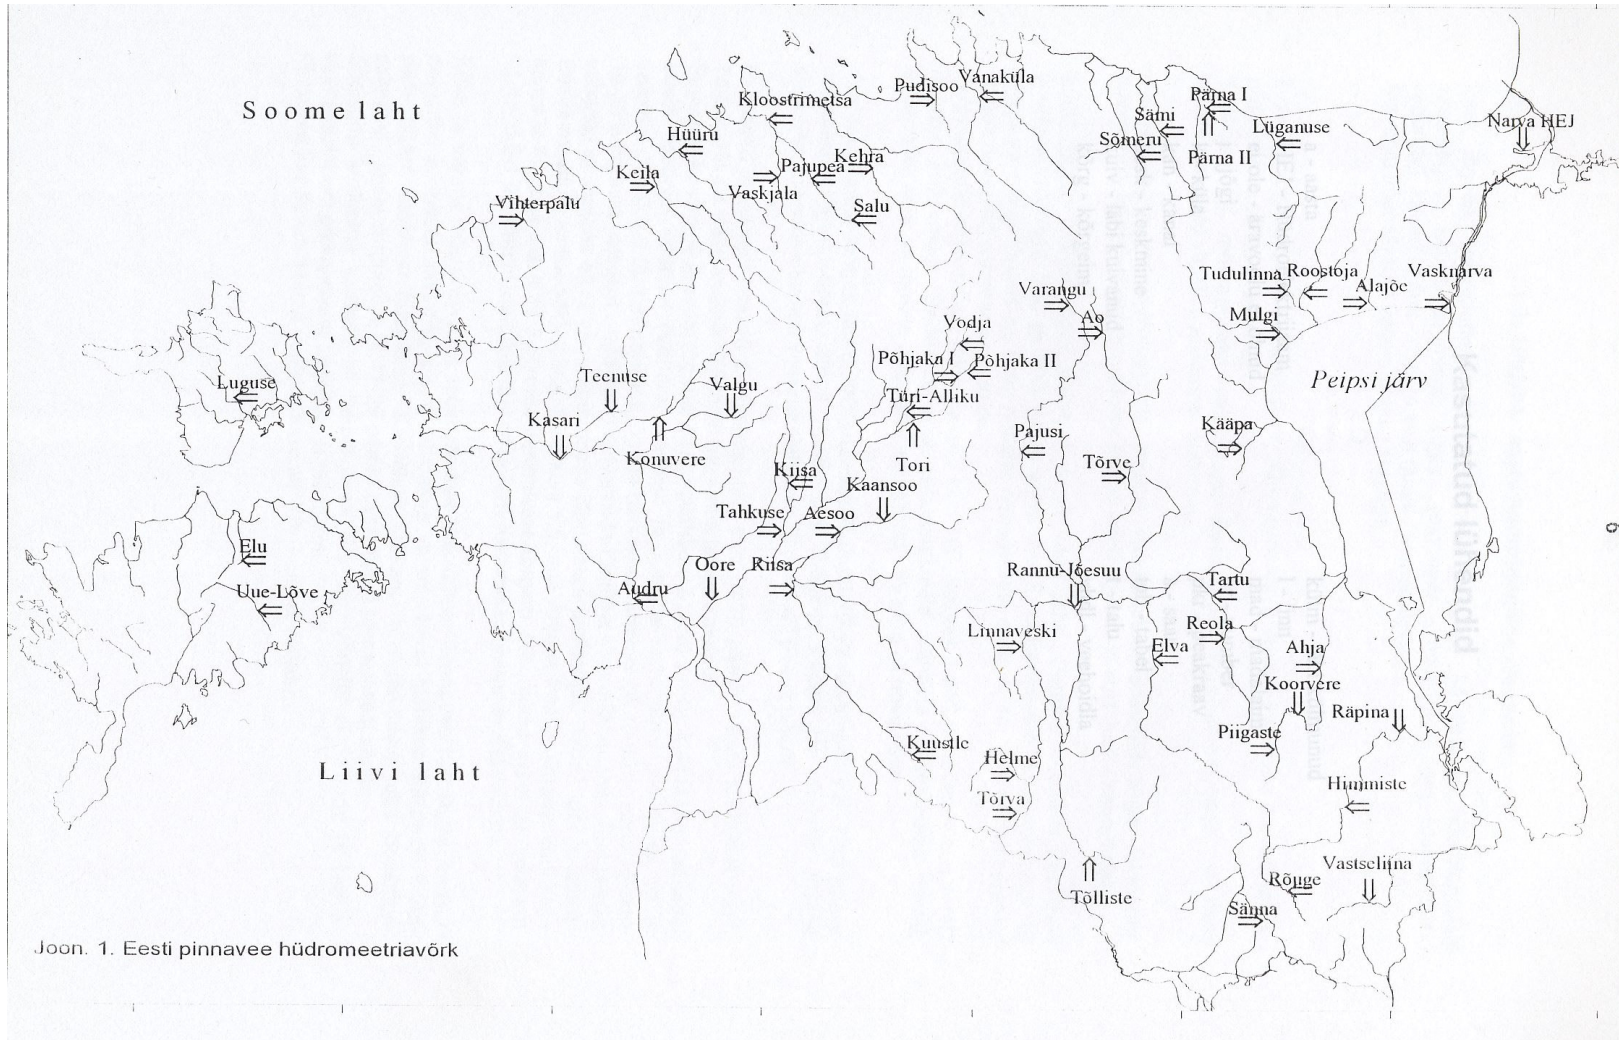 Soome laht
Pudisoo
Vanaküla
Kloostrimetsa
Pärna I
Sämi
Hüüru
Sõmeru
Lüganuse
Narva HEJ
Pärna II
Keila
Pajupea
Kehra
Vaskjala
Vihterpalu
Salu
Tudulinna
Roostoja
Alajõe
Vasknarva
Varangu
Ao
Mulgi
Vodja
Põhjaka I
Põhjaka II
Peipsi järv
Luguse
Teenuse
Valgu
Türi-Alliku
Kasari
Konuvere
Pajusi
Kääpa
Tori
Tõrve
Kiisa
Kaansoo
Tahkuse
Aesoo
6
Elu
Uue-Lõve
Audru
Oore
Riisa
Rannu-Jõesuu
Tartu
Linnaveski
Reola
Elva
Ahja
Koorvere
Räpina
Piigaste
Kuustle
Helme
Tõrva
Liivi laht
Himmiste
Vastseliina
Rõuge
Tõlliste
Sänna
Joon. 1. Eesti pinnavee hüdromeetriavõrk